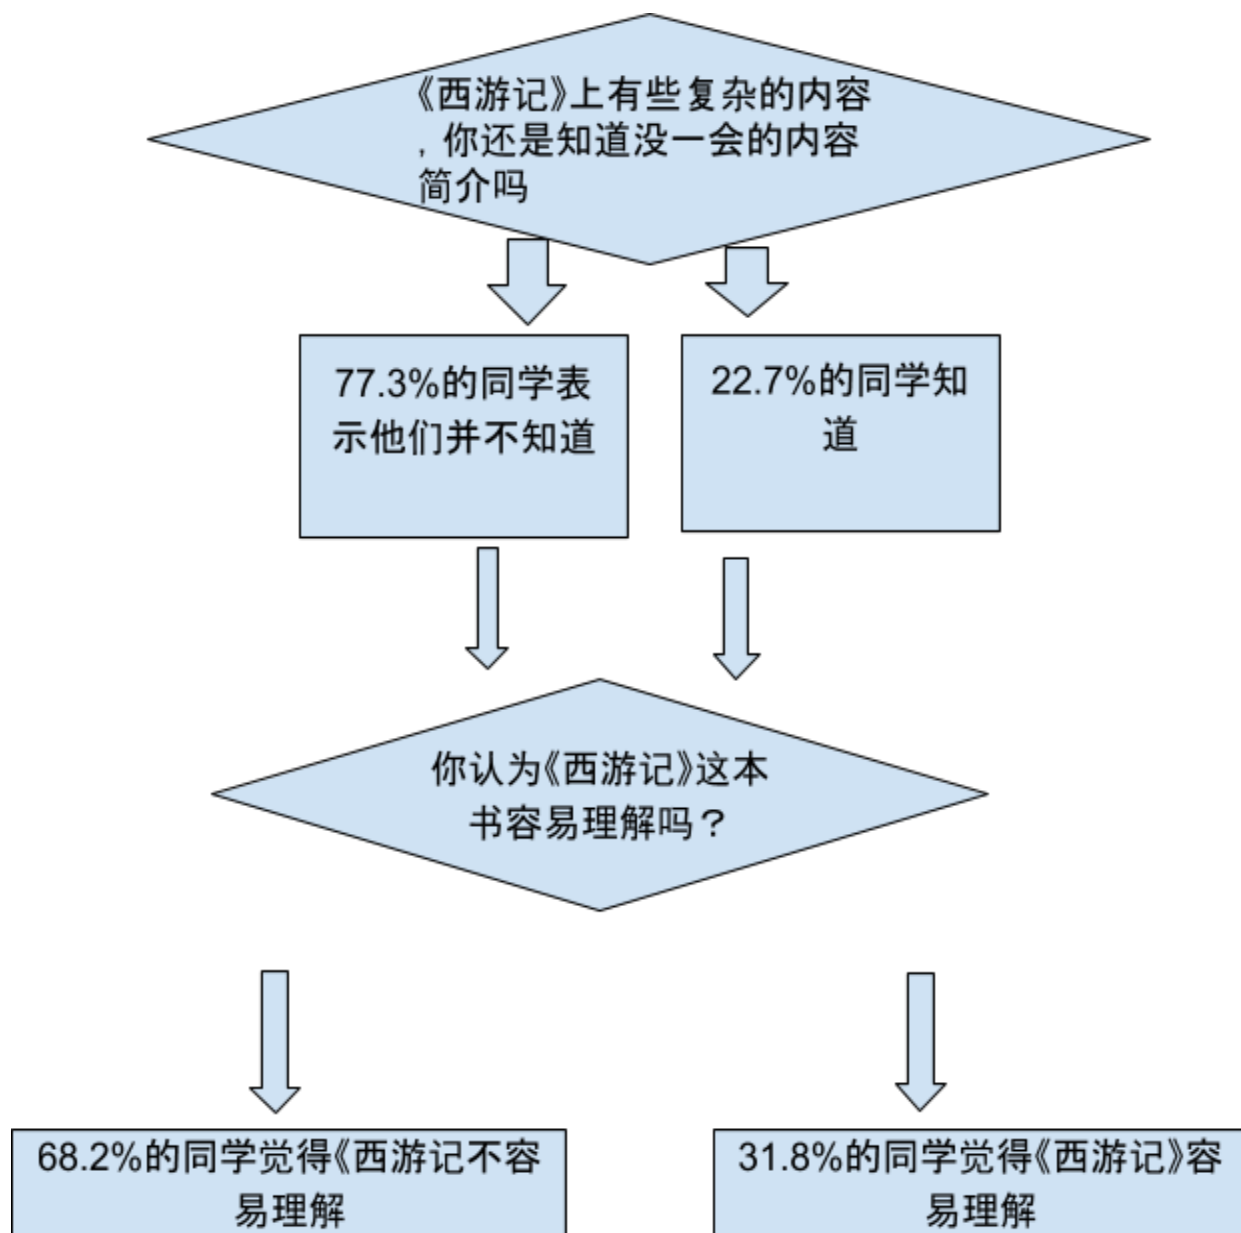 《西游记》上有些复杂的内容
，你还是知道没一会的内容
简介吗
77.3%的同学表
示他们并不知道
22.7%的同学知
道
你认为《西游记》这本
书容易理解吗？
68.2%的同学觉得《西游记不容
易理解
31.8%的同学觉得《西游记》容
易理解